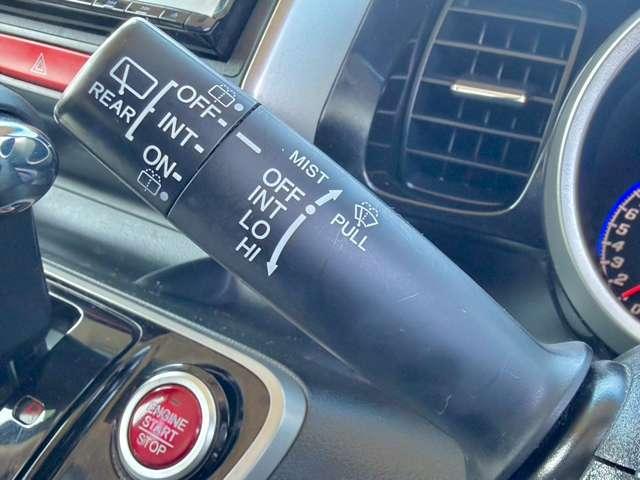 REAR
OFF
INT
ON
MIST
OFF
INT
LO
HI
PULL
ENGINE
START
STOP